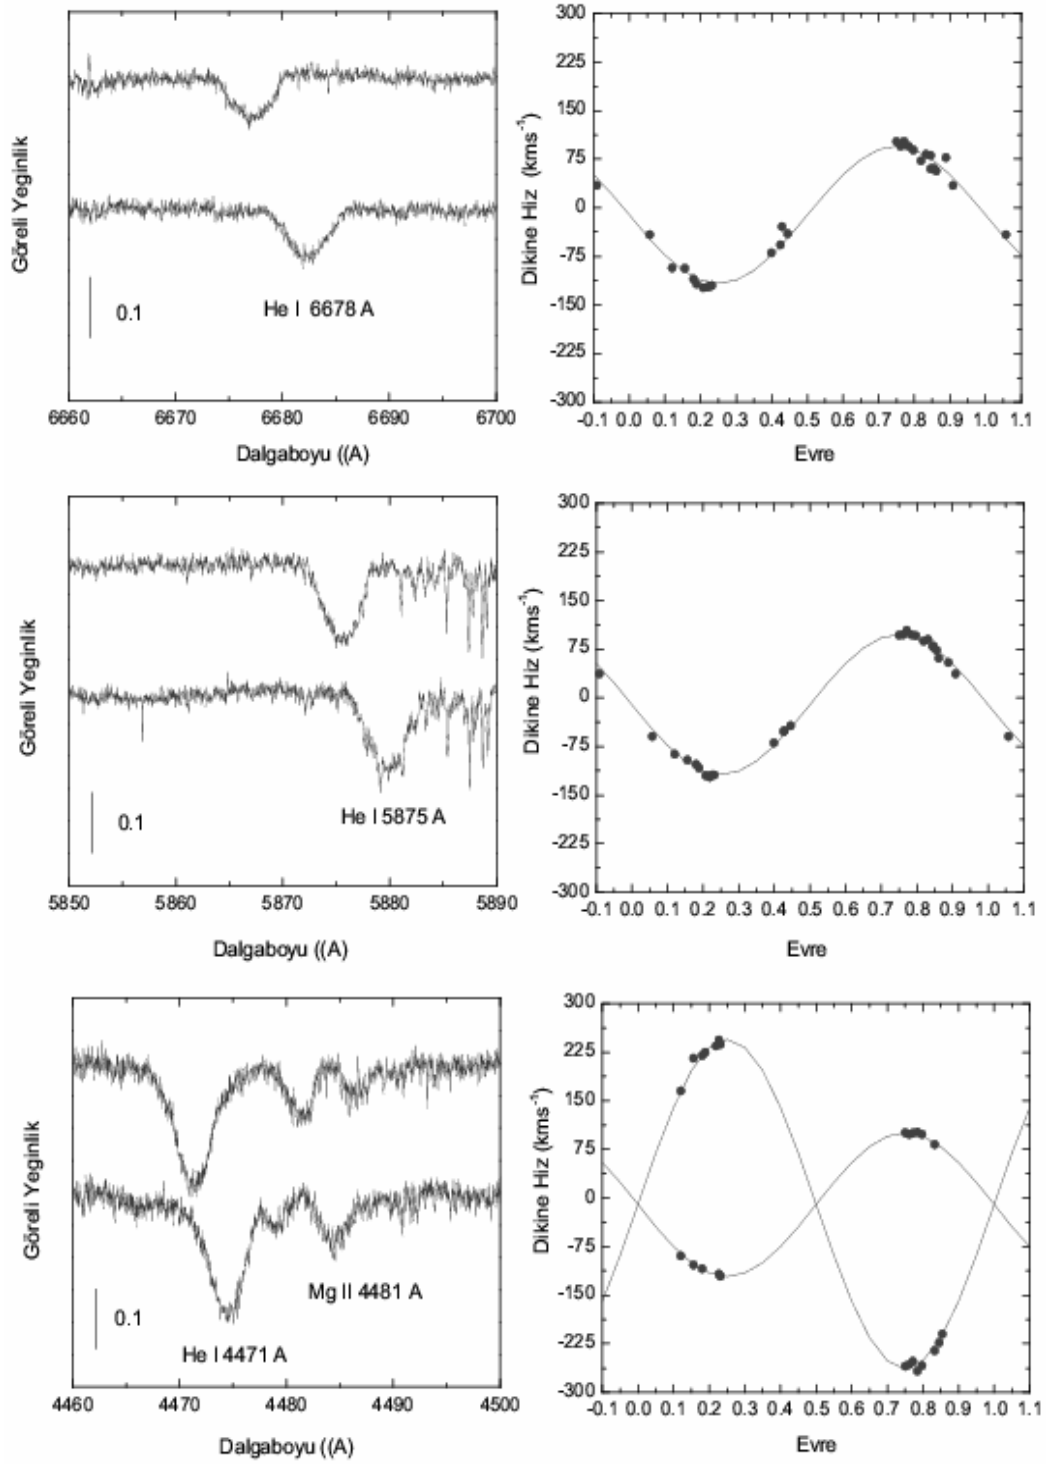 Göreli Yeginlik
0.1
He I 6678 A
6660 6670 6680 6690 6700
Dalgaboyu ((A)
Dikine Hiz (kms⁻¹)
300
225
150
75
0
-75
-150
-225
-300
-0.1 0.0 0.1 0.2 0.3 0.4 0.5 0.6 0.7 0.8 0.9 1.0 1.1
Evre
Göreli Yeginlik
0.1
He I 5875 A
5850 5860 5870 5880 5890
Dalgaboyu ((A)
Dikine Hiz (kms⁻¹)
300
225
150
75
0
-75
-150
-225
-300
-0.1 0.0 0.1 0.2 0.3 0.4 0.5 0.6 0.7 0.8 0.9 1.0 1.1
Evre
Göreli Yeginlik
Mg II 4481 A
0.1
He I 4471 A
4460 4470 4480 4490 4500
Dalgaboyu ((A)
Dikine Hiz (kms⁻¹)
300
225
150
75
0
-75
-150
-225
-300
-0.1 0.0 0.1 0.2 0.3 0.4 0.5 0.6 0.7 0.8 0.9 1.0 1.1
Evre